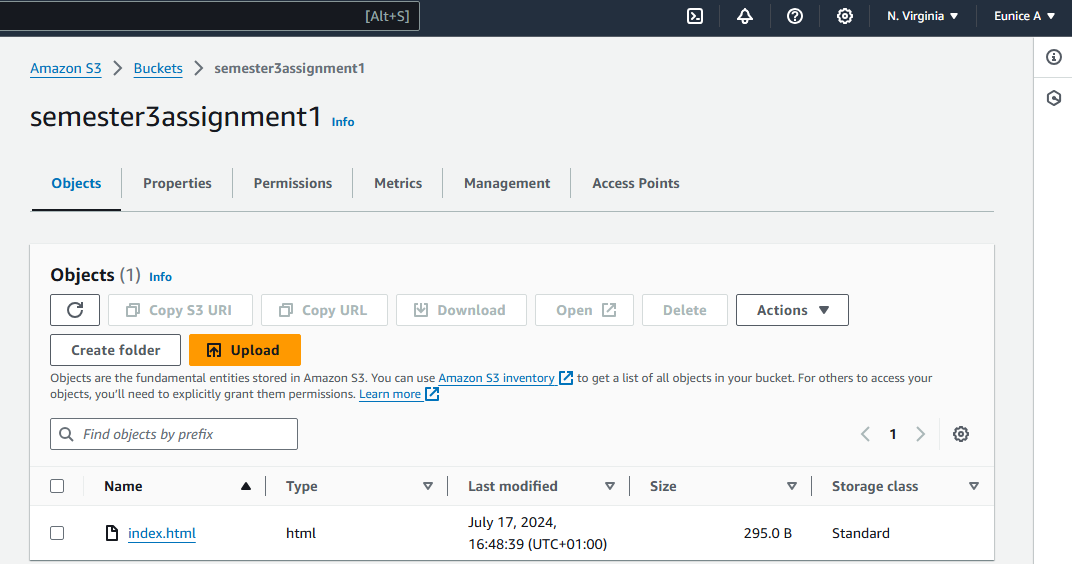 [Alt+S] N. Virginia Eunice A
Amazon S3 Buckets semester3assignment1
semester3assignment1 Info
Objects Properties Permissions Metrics Management Access Points
Objects (1) Info
Copy S3 URI Copy URL Download Open Delete Actions
Create folder Upload
Objects are the fundamental entities stored in Amazon S3. You can use Amazon S3 inventory to get a list of all objects in your bucket. For others to access your
objects, you'll need to explicitly grant them permissions. Learn more
Find objects by prefix 1
Name Type Last modified Size Storage class
index.html html July 17, 2024, 295.0 B Standard
16:48:39 (UTC+01:00)